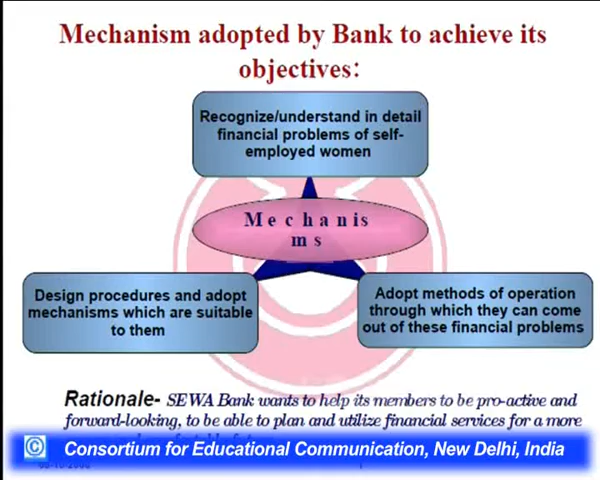 Mechanism adopted by Bank to achieve its
objectives:
Recognize/understand in detail
financial problems of self-
employed women
Mechanis
ms
Design procedures and adopt
mechanisms which are suitable
to them
Adopt methods of operation
through which they can come
out of these financial problems
Rationale- SEWA Bank wants to help its members to be pro-active and
forward-looking, to be able to plan and utilize financial services for a more
© Consortium for Educational Communication, New Delhi, India